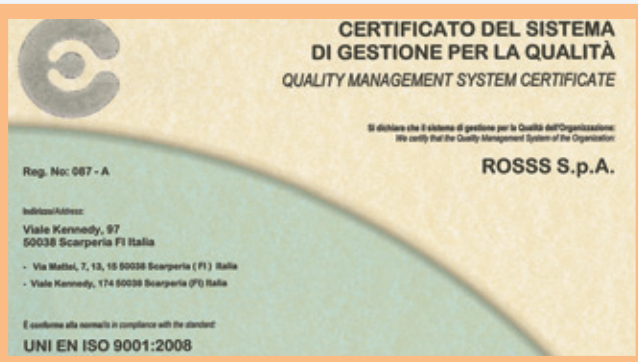 CERTIFICATO DEL SISTEMA
DI GESTIONE PER LA QUALITÀ
QUALITY MANAGEMENT SYSTEM CERTIFICATE
Si dichiara che il sistema di gestione per la Qualità dell'Organizzazione:
We certify that the Quality Management System of the Organization:
ROSSS S.p.A.
Reg. No: 087 - A
Indirizzo/Address:
Viale Kennedy, 97
50038 Scarperia FI Italia
- Via Mattei, 7, 13, 15 50038 Scarperia ( FI ) Italia
- Viale Kennedy, 174 50038 Scarperia (FI) Italia
È conforme alla norma/is in compliance with the standard:
UNI EN ISO 9001:2008